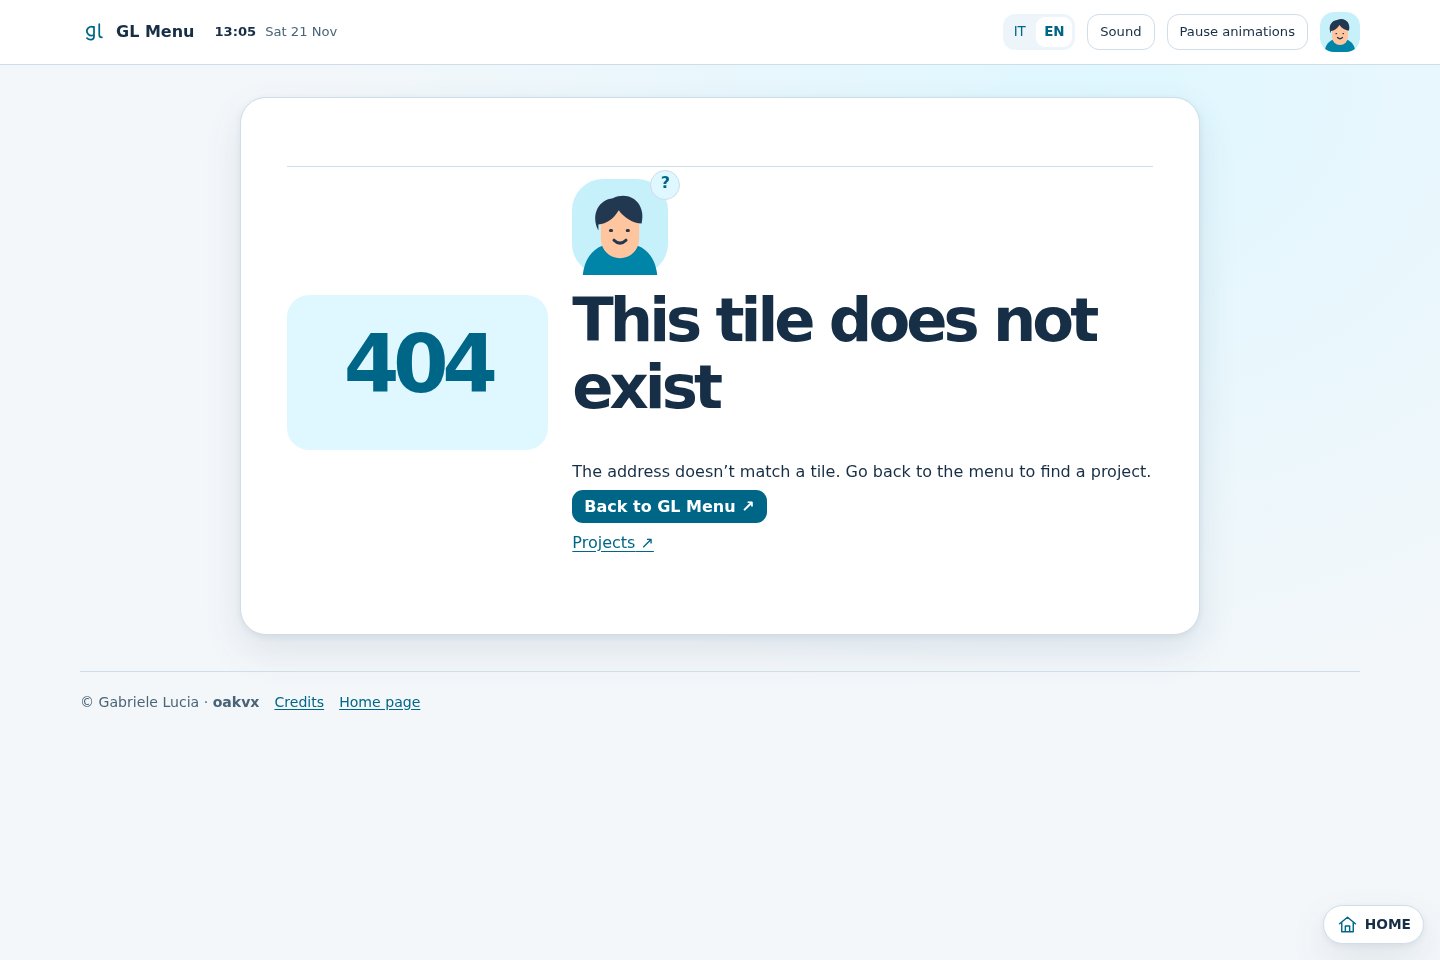 gl GL Menu 13:05 Sat 21 Nov IT EN Sound Pause animations
?
404
This tile does not
exist
The address doesn’t match a tile. Go back to the menu to find a project.
Back to GL Menu ↗
Projects ↗
© Gabriele Lucia · oakvx Credits Home page
HOME